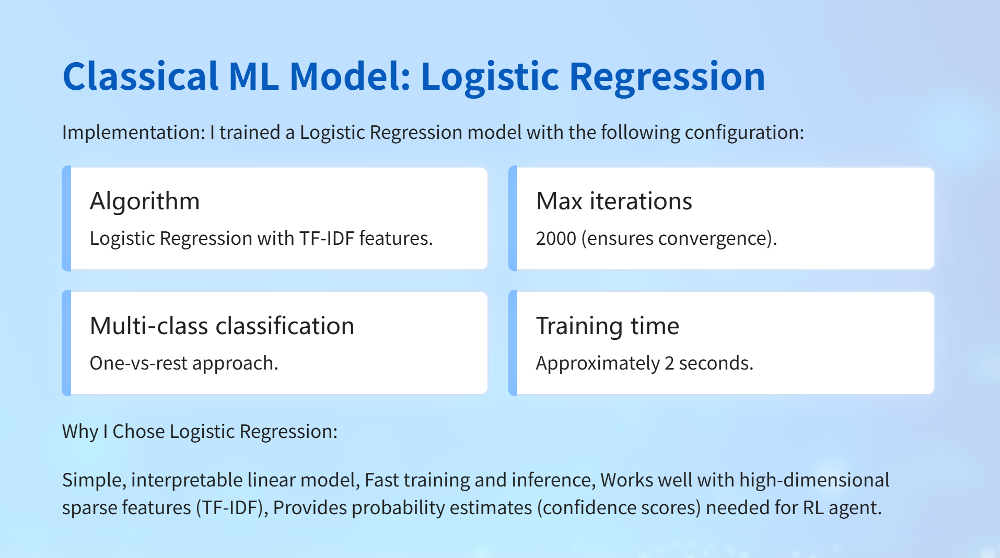 Classical ML Model: Logistic Regression
Implementation: I trained a Logistic Regression model with the following configuration:
Algorithm
Logistic Regression with TF-IDF features.
Max iterations
2000 (ensures convergence).
Multi-class classification
One-vs-rest approach.
Training time
Approximately 2 seconds.
Why I Chose Logistic Regression:
Simple, interpretable linear model, Fast training and inference, Works well with high-dimensional
sparse features (TF-IDF), Provides probability estimates (confidence scores) needed for RL agent.